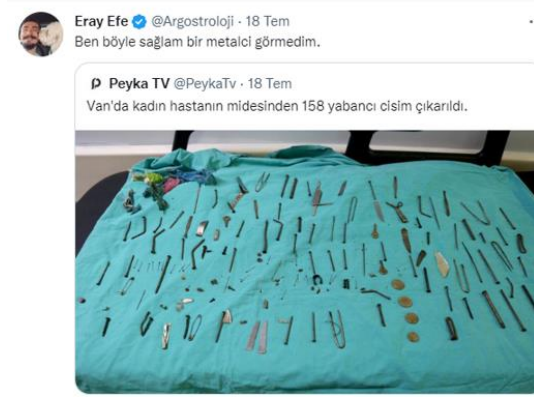 Eray Efe @Argostroloji · 18 Tem
Ben böyle sağlam bir metalci görmedim.
Peyka TV @PeykaTv · 18 Tem
Van'da kadın hastanın midesinden 158 yabancı cisim çıkarıldı.